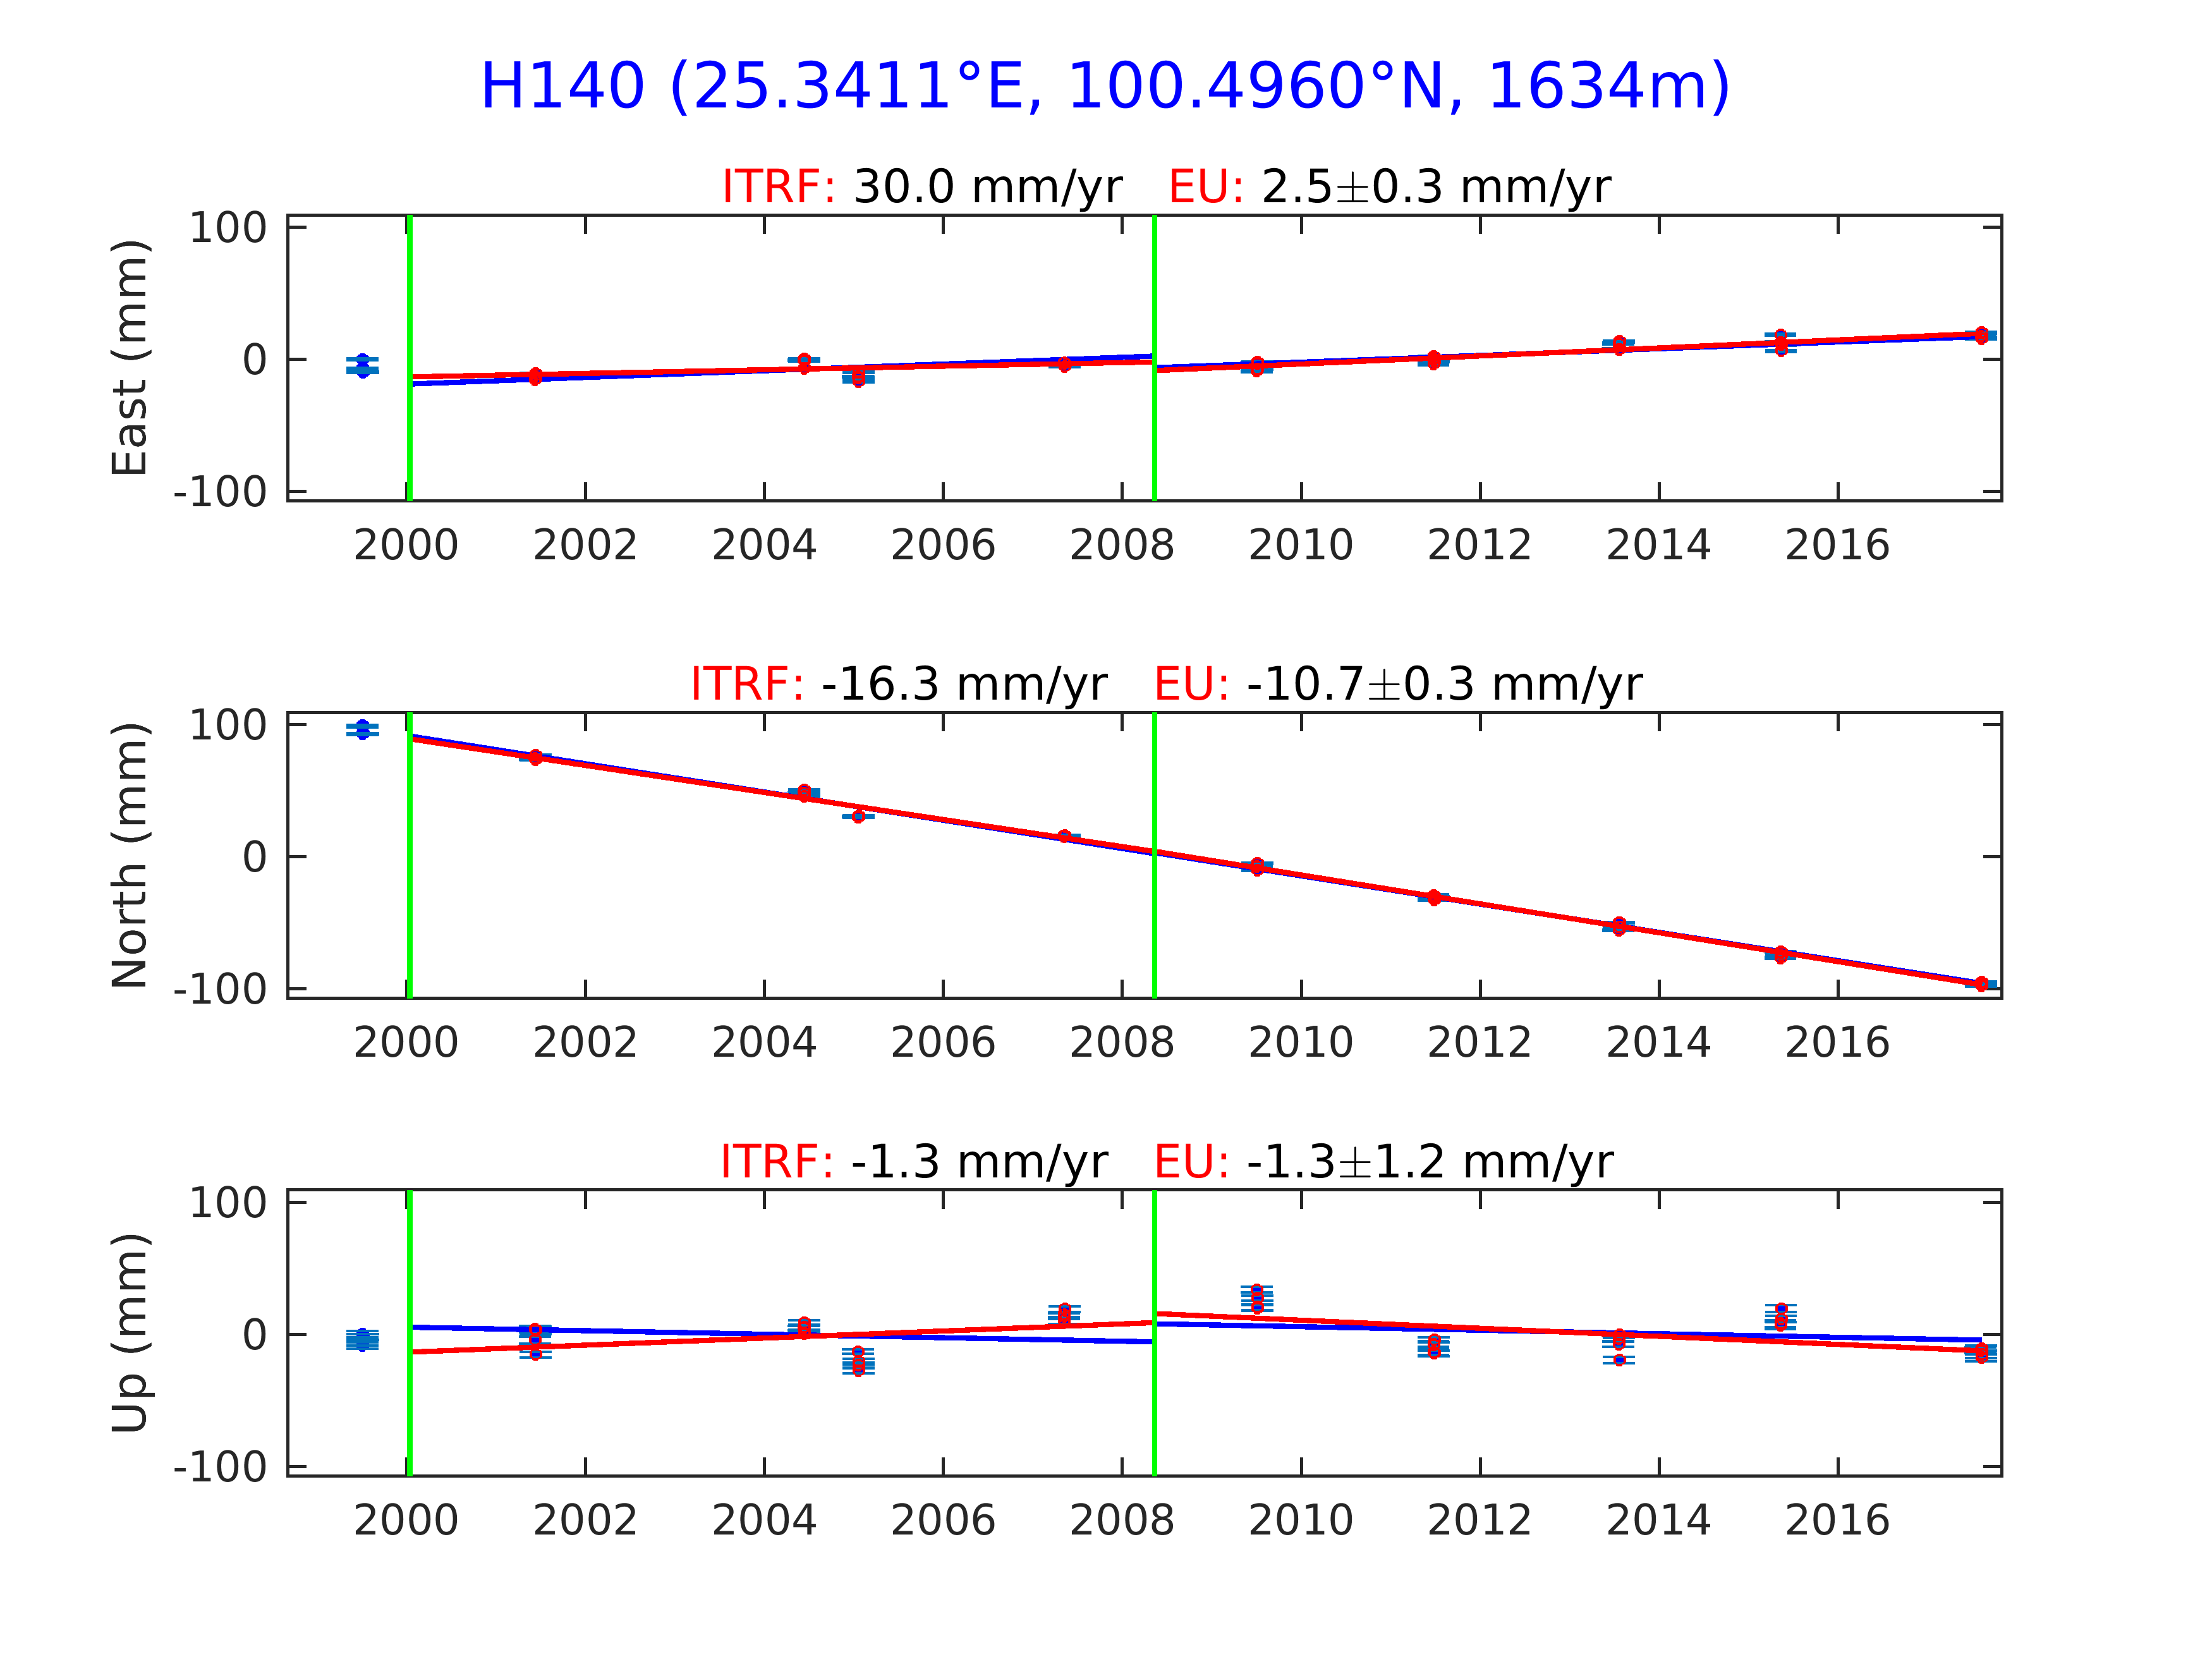 H140 (25.3411°E, 100.4960°N, 1634m)
ITRF: 30.0 mm/yr EU: 2.5±0.3 mm/yr
East (mm)
100
0
-100
2000 2002 2004 2006 2008 2010 2012 2014 2016
ITRF: -16.3 mm/yr EU: -10.7±0.3 mm/yr
North (mm)
100
0
-100
2000 2002 2004 2006 2008 2010 2012 2014 2016
ITRF: -1.3 mm/yr EU: -1.3±1.2 mm/yr
Up (mm)
100
0
-100
2000 2002 2004 2006 2008 2010 2012 2014 2016